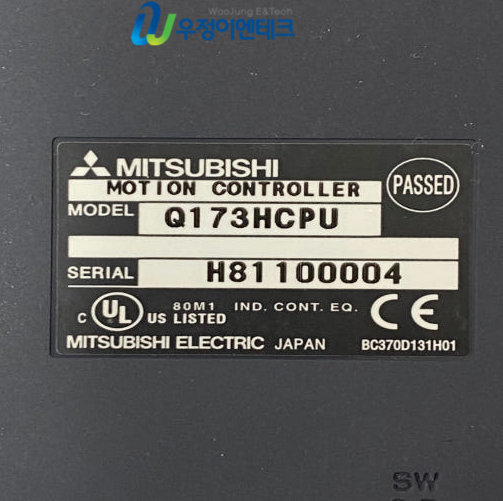 WooJung E&Tech
우정이엔테크
MITSUBISHI
MOTION CONTROLLER
PASSED
MODEL Q173HCPU
SERIAL H81100004
C UL US LISTED 80M1 IND. CONT. EQ. CE
MITSUBISHI ELECTRIC JAPAN BC370D131H01
SW